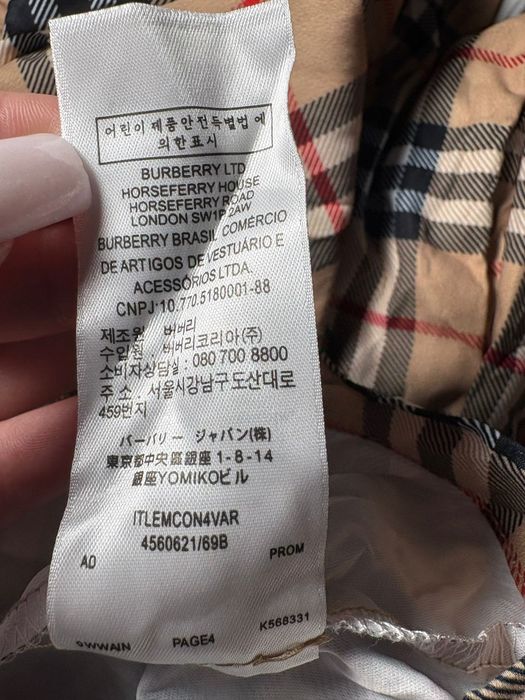 어린이제품안전특별법에
의한표시
BURBERRY LTD
HORSEFERRY HOUSE
HORSEFERRY ROAD
LONDON SW1P 2AW
BURBERRY BRASIL COMERCIO
DE ARTIGOS DE VESTUÁRIO E
ACESSÓRIOS LTDA.
CNPJ:10.770.5180001-88
제조원 : 버버리
수입원 : 버버리코리아(주)
소비자상담실 : 080 700 8800
주 소 : 서울시강남구도산대로
459번지
バーバリー ジャパン(株)
東京都中央區銀座1-8-14
銀座YOMIKOビル
ITLEMCON4VAR
4560621/69B
A0 PROM
K568331
PAGE4